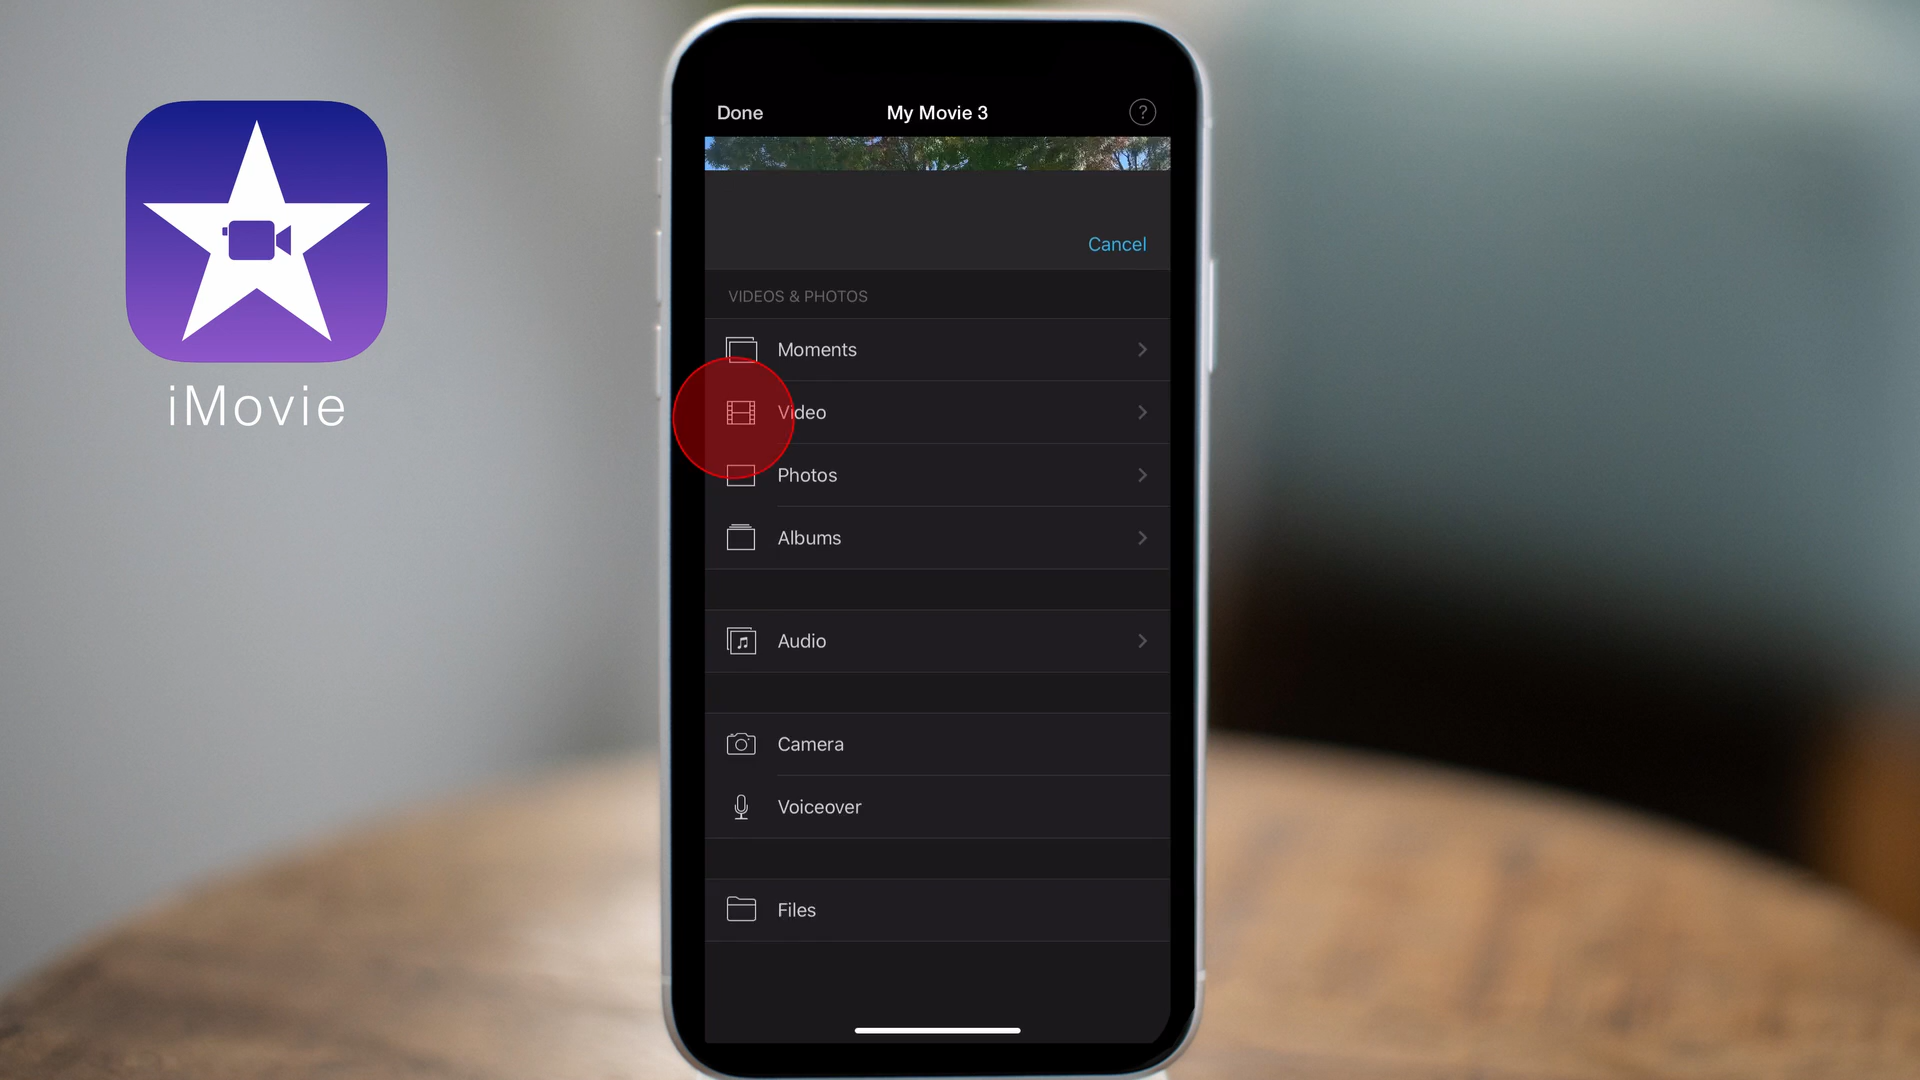 iMovie
Done
My Movie 3
?
Cancel
VIDEOS & PHOTOS
Moments
Video
Photos
Albums
Audio
Camera
Voiceover
Files